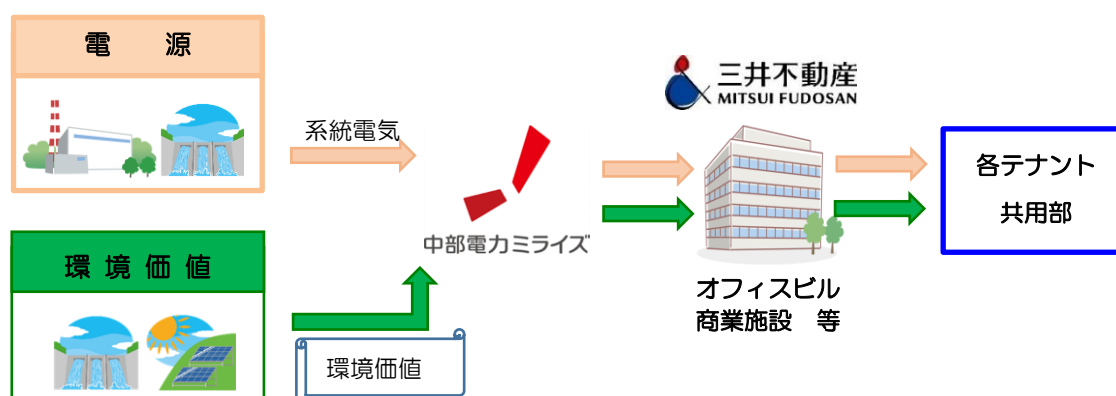 電　　源
系統電気
三井不動産
MITSUI FUDOSAN
中部電力ミライズ
各テナント
共用部
環 境 価 値
環境価値
オフィスビル
商業施設　等